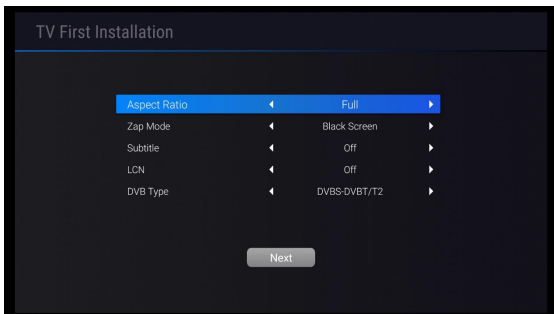 TV First Installation
Aspect Ratio Full
Zap Mode Black Screen
Subtitle Off
LCN Off
DVB Type DVBS-DVBT/T2
Next